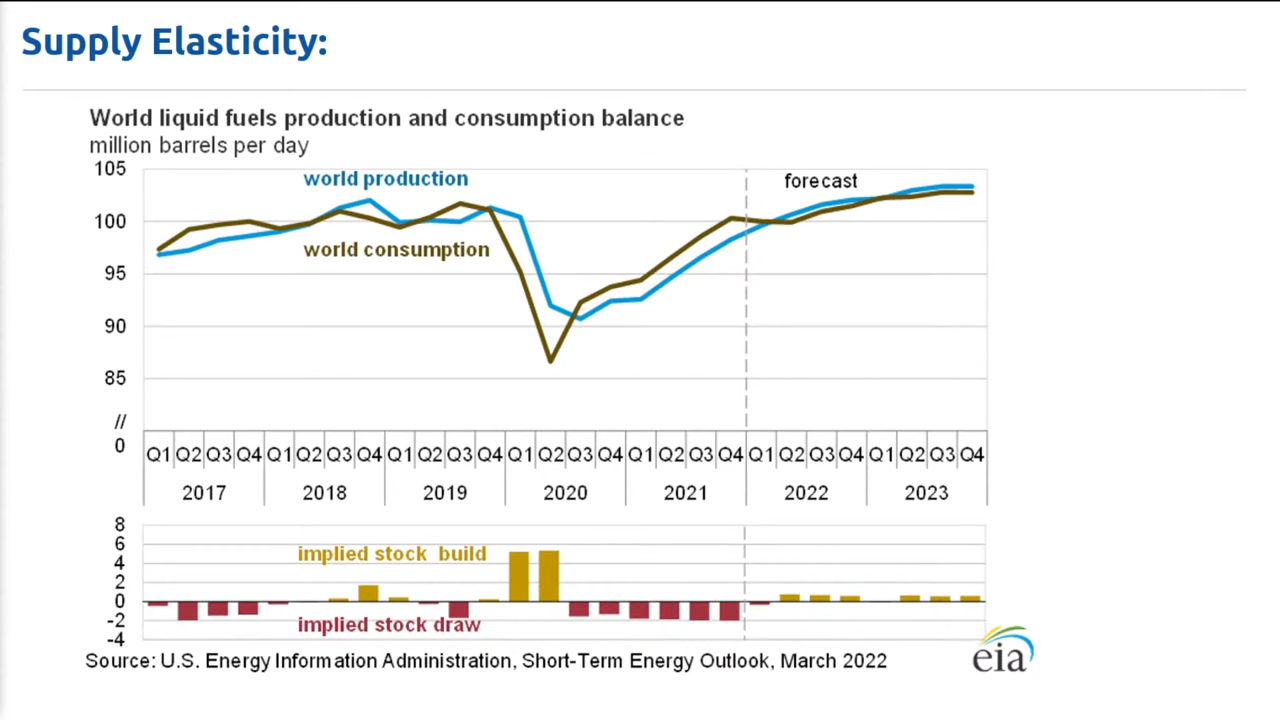 Supply Elasticity:
World liquid fuels production and consumption balance
million barrels per day
105
world production
forecast
100
world consumption
95
90
85
//
0
Q1 Q2 Q3 Q4 Q1 Q2 Q3 Q4 Q1 Q2 Q3 Q4 Q1 Q2 Q3 Q4 Q1 Q2 Q3 Q4 Q1 Q2 Q3 Q4 Q1 Q2 Q3 Q4
2017 2018 2019 2020 2021 2022 2023
8
6
implied stock build
4
2
0
-2
implied stock draw
-4
Source: U.S. Energy Information Administration, Short-Term Energy Outlook, March 2022
eia